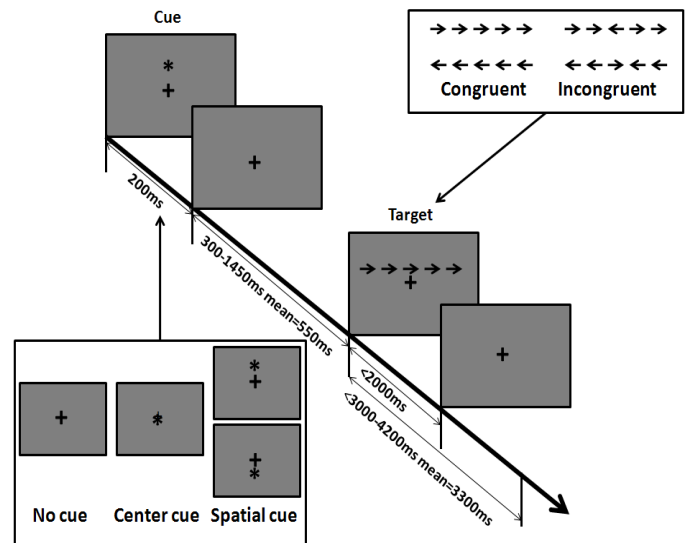 Cue
*
+
+
200ms
300-1450ms mean=550ms
→ → → → → → → ← → →
← ← ← ← ← ← ← → ← ←
Congruent Incongruent
Target
→ → → → →
+
+
<2000ms
<3000-4200ms mean=3300ms
*
+
+ * +
*
No cue Center cue Spatial cue